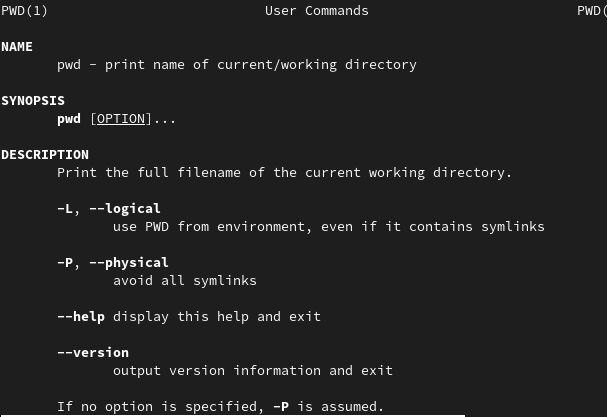 PWD(1) User Commands PWD(
NAME
pwd - print name of current/working directory
SYNOPSIS
pwd [OPTION]...
DESCRIPTION
Print the full filename of the current working directory.
-L, --logical
use PWD from environment, even if it contains symlinks
-P, --physical
avoid all symlinks
--help display this help and exit
--version
output version information and exit
If no option is specified, -P is assumed.